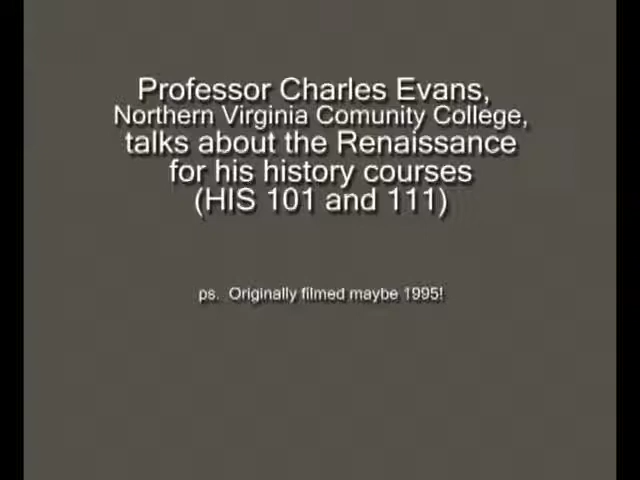 Professor Charles Evans,
Northern Virginia Comunity College,
talks about the Renaissance
for his history courses
(HIS 101 and 111)
ps.  Originally filmed maybe 1995!